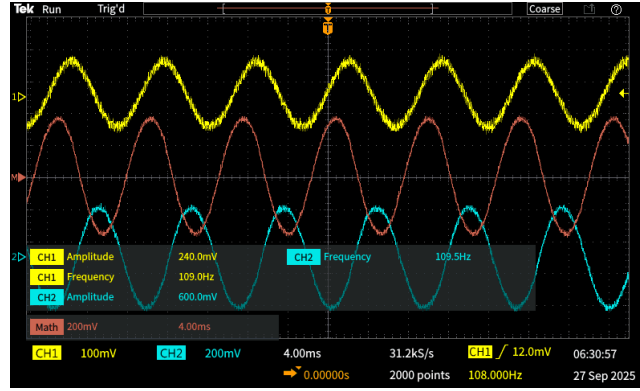 Tek Run Trig'd Coarse
T
1
M
2
CH1 Amplitude 240.0mV CH2 Frequency 109.5Hz
CH1 Frequency 109.0Hz
CH2 Amplitude 600.0mV
Math 200mV 4.00ms
CH1 100mV CH2 200mV 4.00ms 31.2kS/s CH1 12.0mV 06:30:57
0.00000s 2000 points 108.000Hz 27 Sep 2025